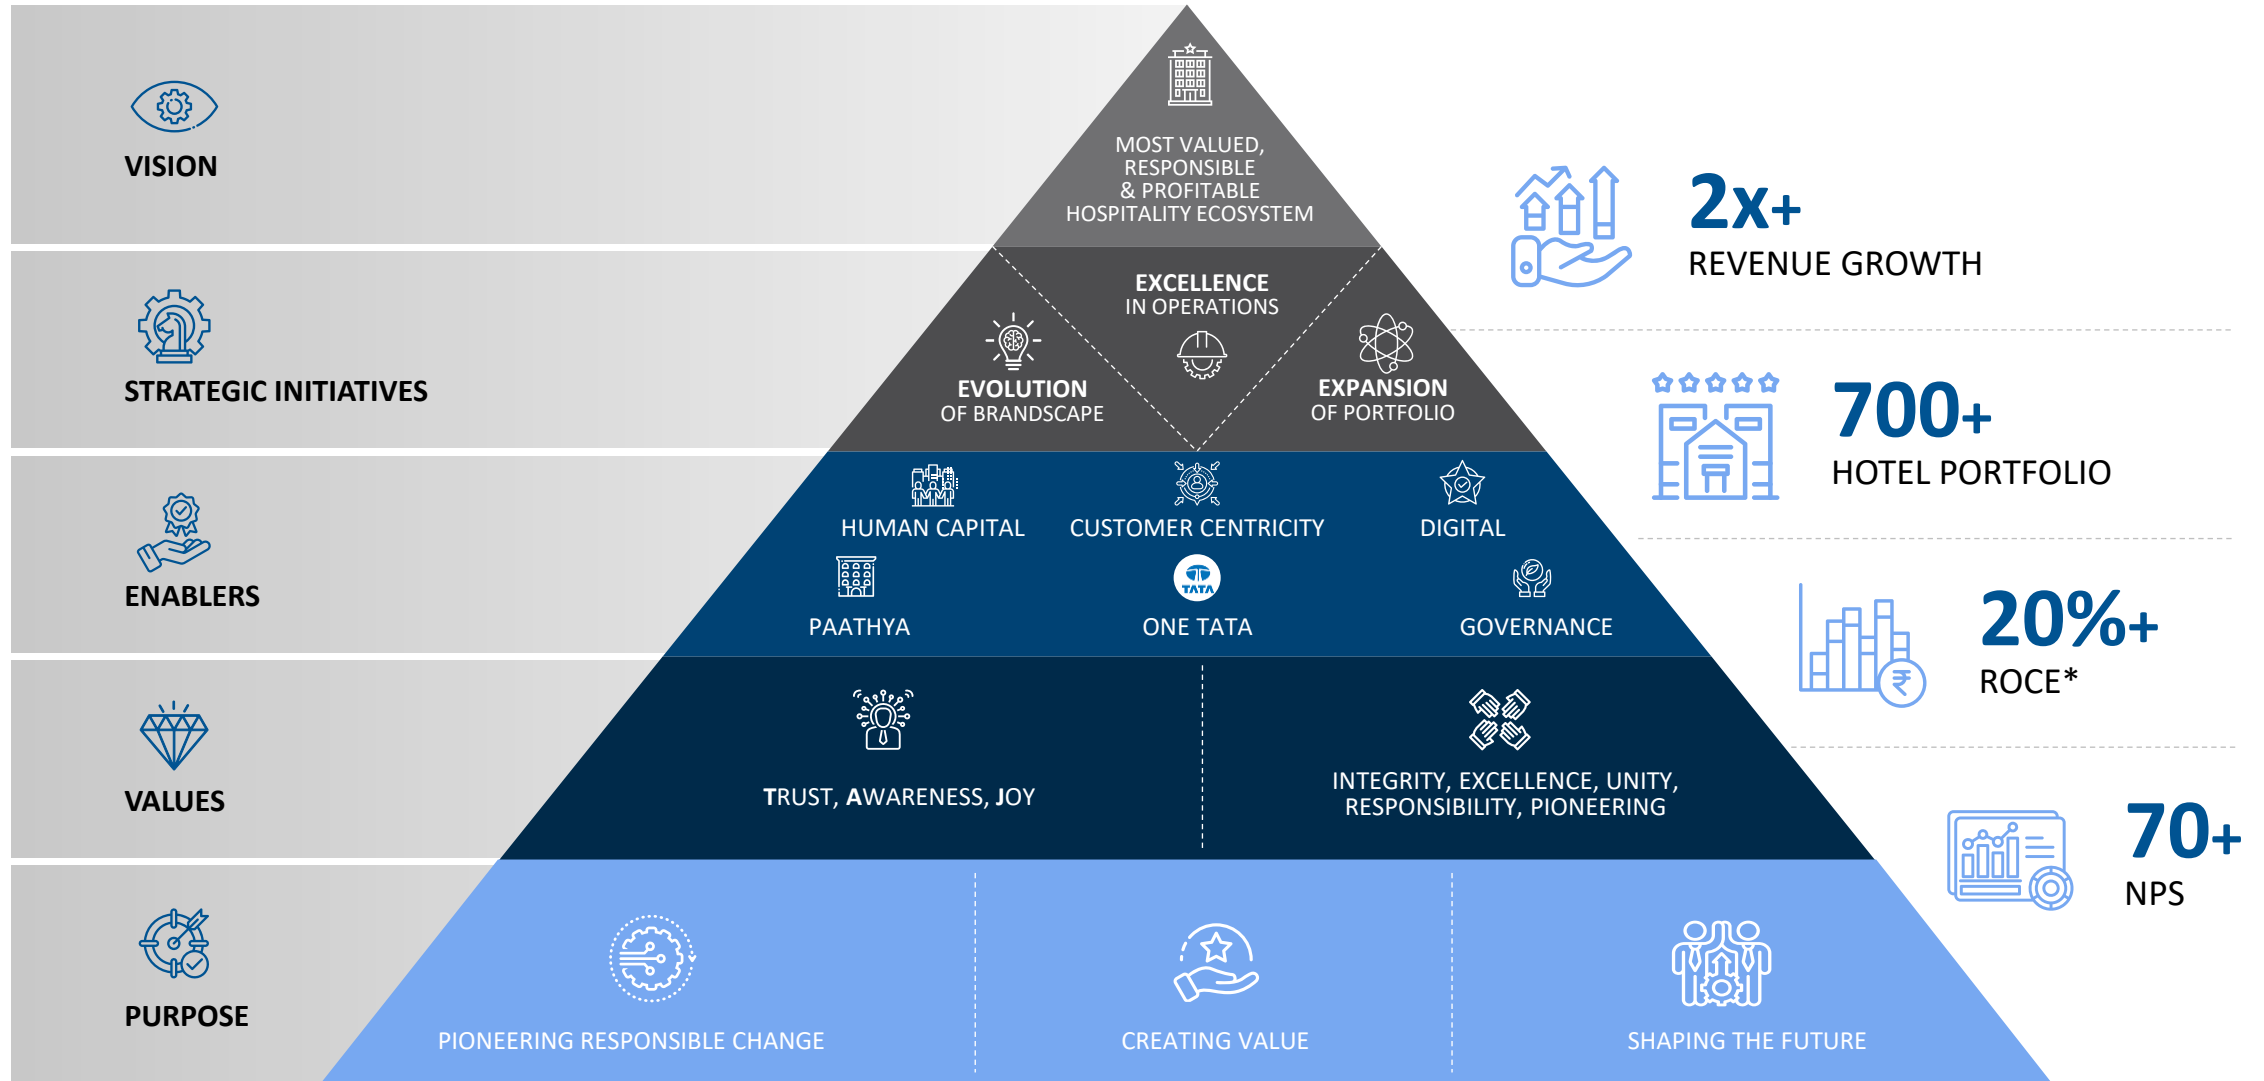 VISION
MOST VALUED,
RESPONSIBLE
& PROFITABLE
HOSPITALITY ECOSYSTEM
STRATEGIC INITIATIVES
EXCELLENCE
IN OPERATIONS
EVOLUTION
OF BRANDSCAPE
EXPANSION
OF PORTFOLIO
ENABLERS
HUMAN CAPITAL
CUSTOMER CENTRICITY
DIGITAL
PAATHYA
TATA
ONE TATA
GOVERNANCE
VALUES
TRUST, AWARENESS, JOY
INTEGRITY, EXCELLENCE, UNITY,
RESPONSIBILITY, PIONEERING
PURPOSE
PIONEERING RESPONSIBLE CHANGE
CREATING VALUE
SHAPING THE FUTURE
2x+
REVENUE GROWTH
700+
HOTEL PORTFOLIO
20%+
ROCE*
₹
70+
NPS